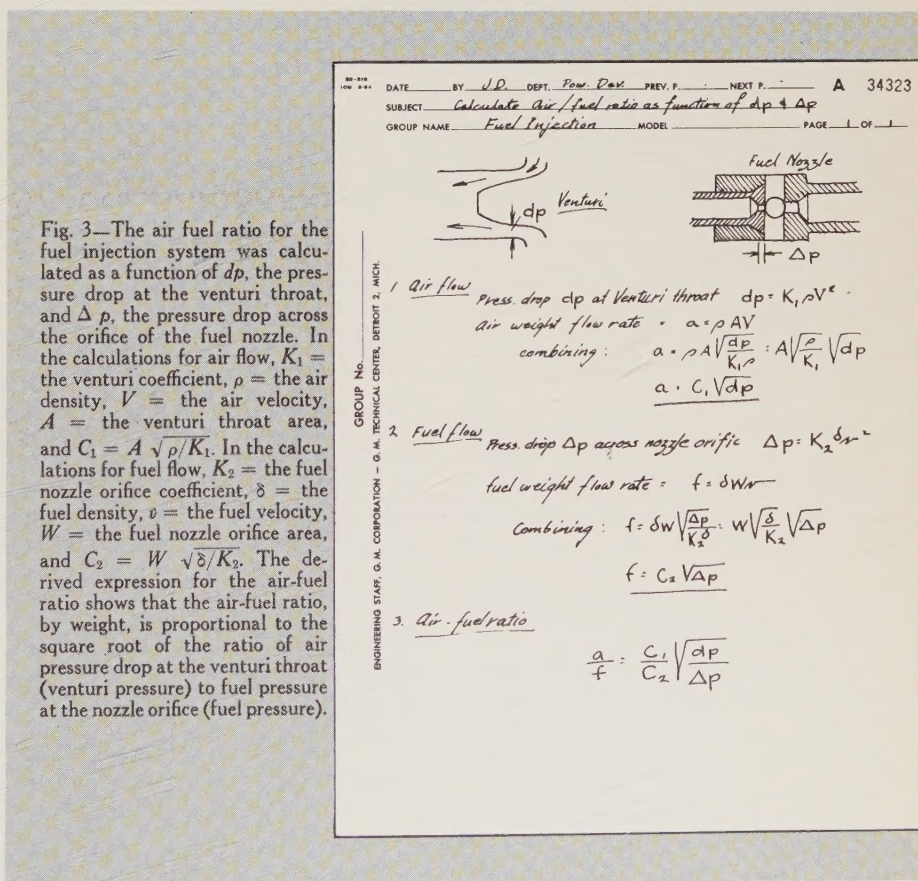 Fig. 3—The air fuel ratio for the
fuel injection system was calcu-
lated as a function of dp, the pres-
sure drop at the venturi throat,
and Δ p, the pressure drop across
the orifice of the fuel nozzle. In
the calculations for air flow, K₁ =
the venturi coefficient, ρ = the air
density, V = the air velocity,
A = the venturi throat area,
and C₁ = A √ρ/K₁. In the calcu-
lations for fuel flow, K₂ = the fuel
nozzle orifice coefficient, δ = the
fuel density, v = the fuel velocity,
W = the fuel nozzle orifice area,
and C₂ = W √δ/K₂. The de-
rived expression for the air-fuel
ratio shows that the air-fuel ratio,
by weight, is proportional to the
square root of the ratio of air
pressure drop at the venturi throat
(venturi pressure) to fuel pressure
at the nozzle orifice (fuel pressure).
DATE BY J.D. DEPT. Pow. Dev. PREV. P. NEXT P. A 34323
SUBJECT Calculate air/fuel ratio as function of dp & Δp
GROUP NAME Fuel Injection MODEL PAGE 1 OF 1
GROUP No.
ENGINEERING STAFF, G. M. CORPORATION – G. M. TECHNICAL CENTER, DETROIT 2, MICH.
Venturi
dp
Fuel Nozzle
Δp
1 Air flow
Press. drop dp at Venturi throat dp = K₁ρV²
Air weight flow rate = a = ρAV
combining: a = ρA√(dp/K₁ρ) = A√(ρ/K₁) √dp
a = C₁√dp
2 Fuel flow
Press. drop Δp across nozzle orific Δp = K₂δv²
fuel weight flow rate = f = δWv
Combining: f = δW√(Δp/K₂δ) = W√(δ/K₂) √Δp
f = C₂√Δp
3. Air-fuel ratio
a/f = C₁/C₂ √(dp/Δp)